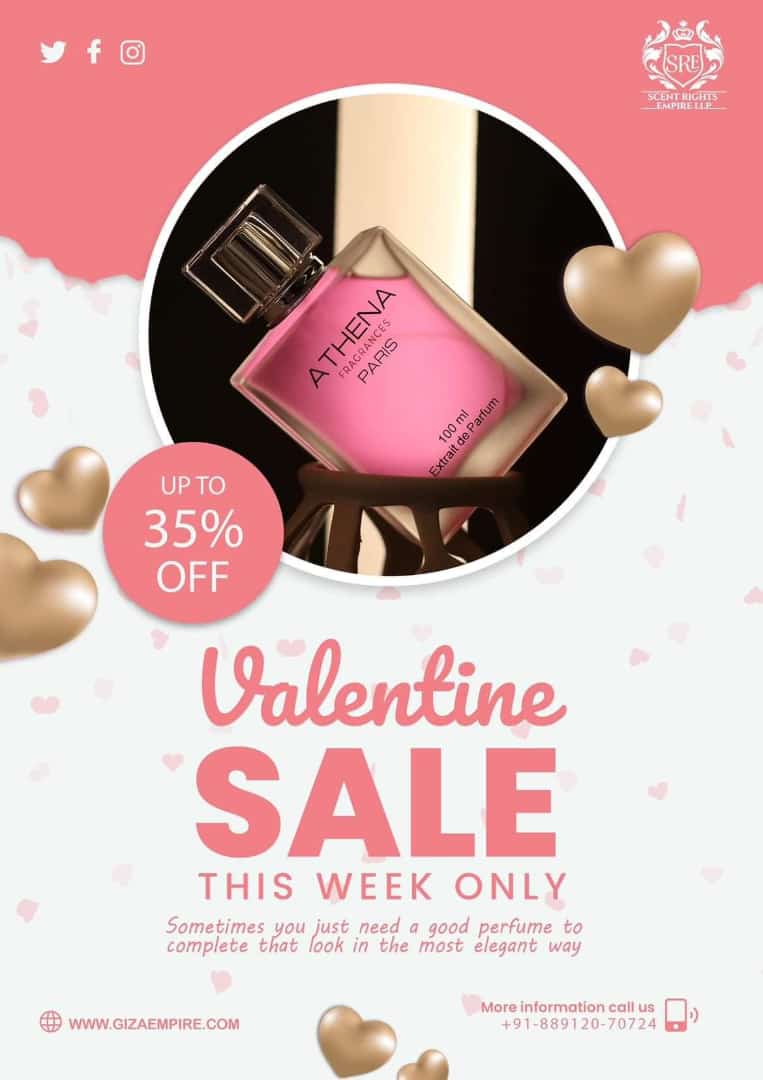 SRE
SCENT RIGHTS
EMPIRE LLP
ATHENA
FRAGRANCES
PARIS
100 ml
Extrait de Parfum
UP TO
35%
OFF
Valentine
SALE
THIS WEEK ONLY
Sometimes you just need a good perfume to
complete that look in the most elegant way
WWW.GIZAEMPIRE.COM
More information call us
+91-889120-70724